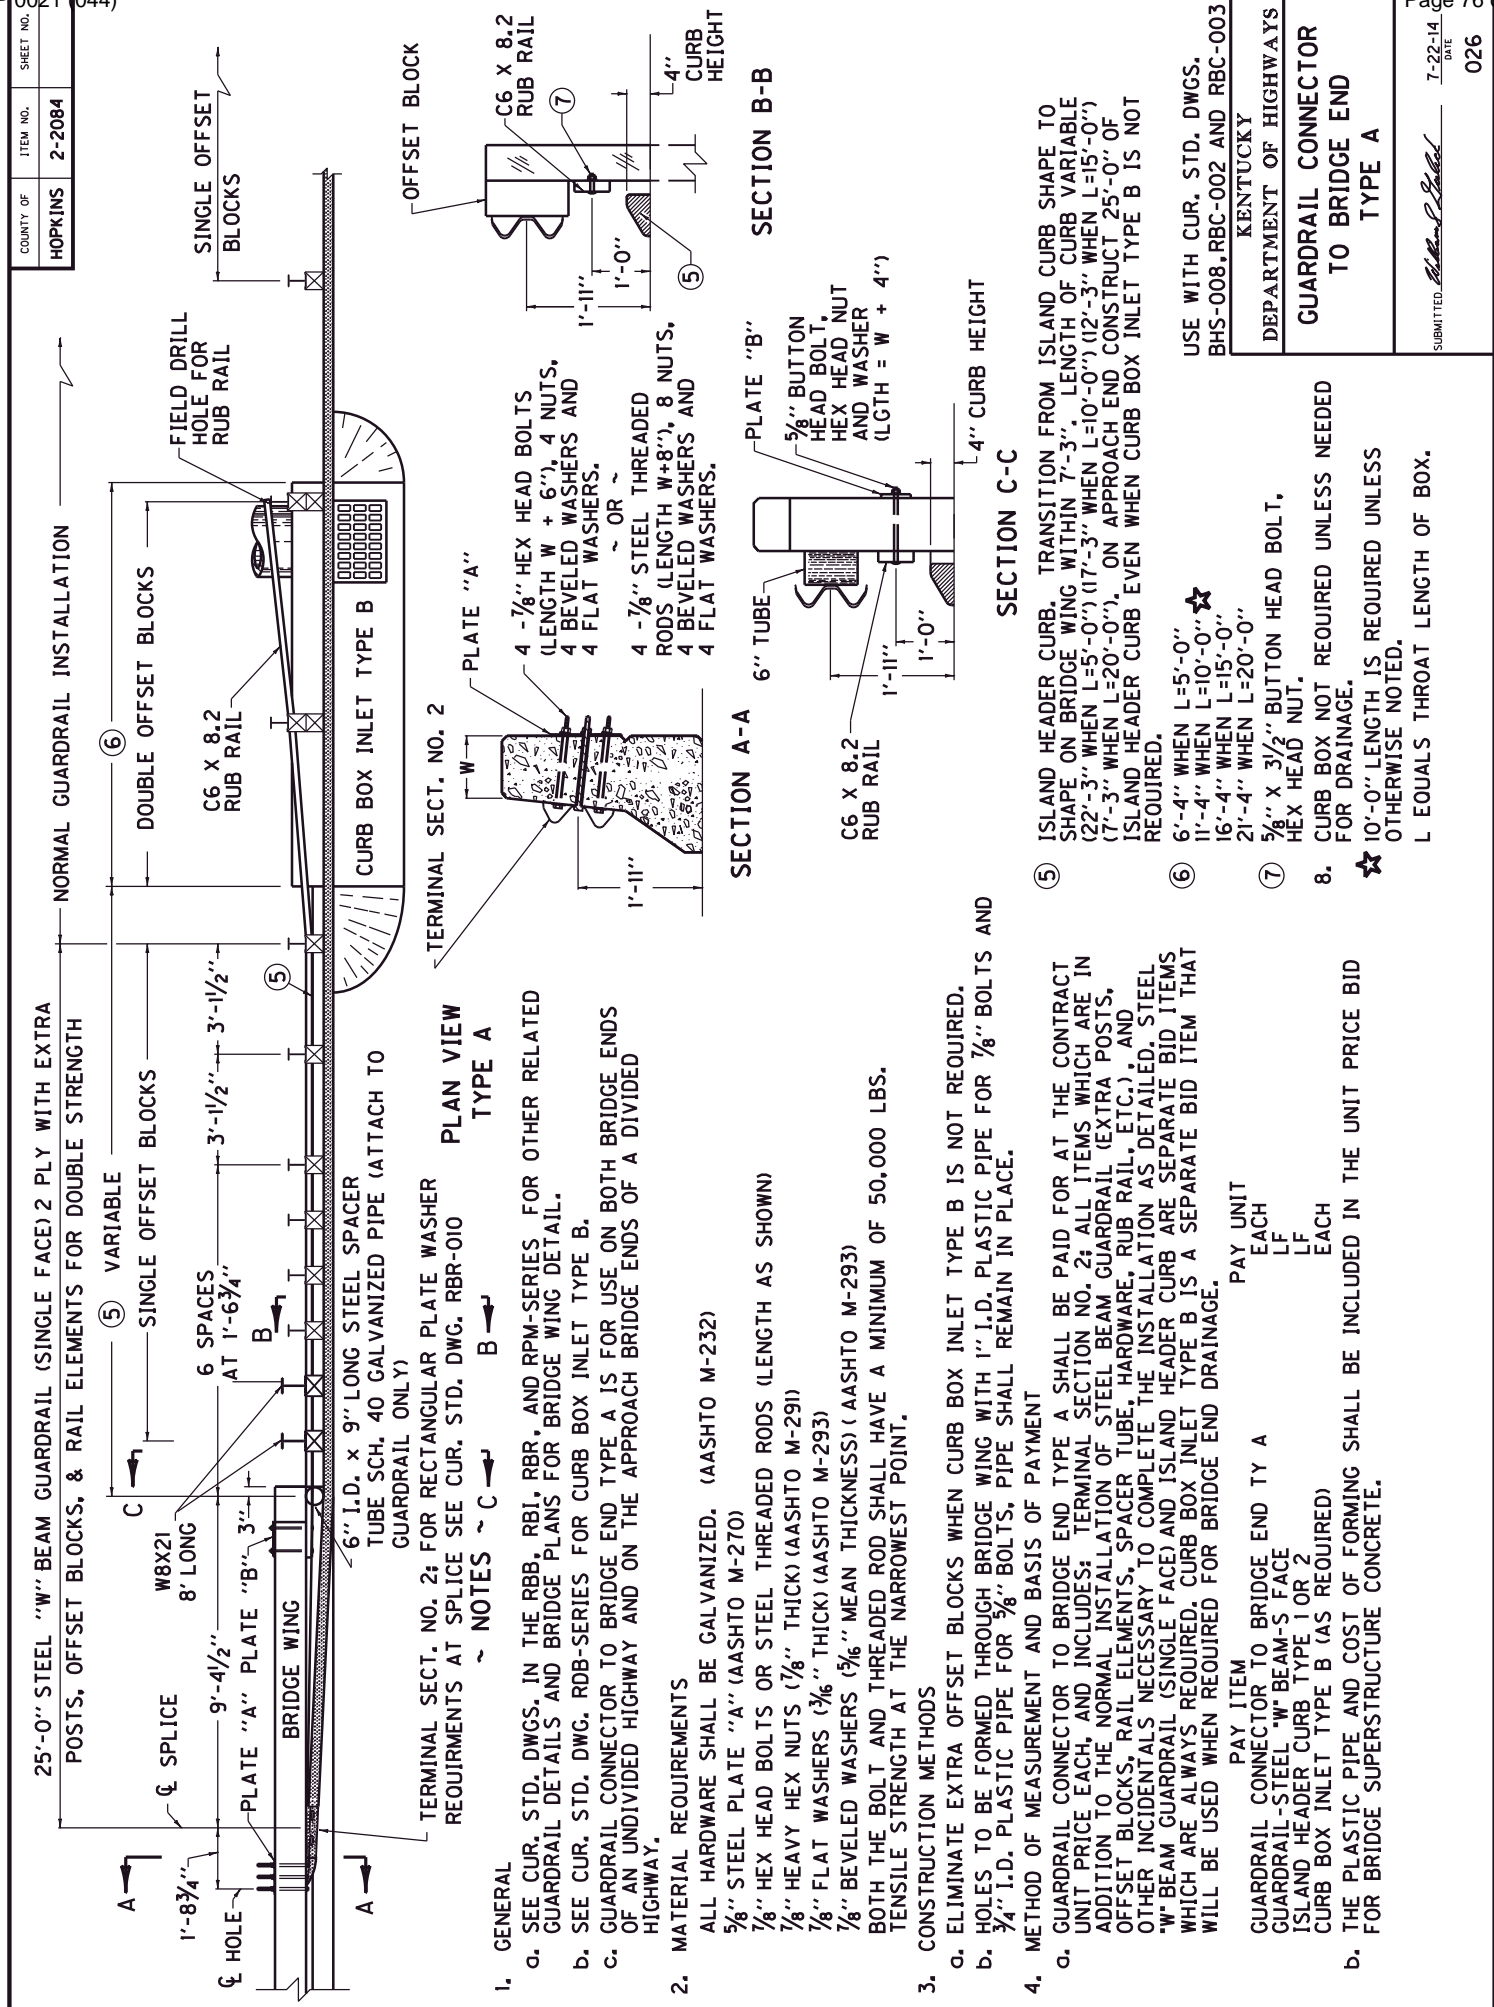 0021 (044)
Page 76 o
COUNTY OF
ITEM NO.
SHEET NO.
HOPKINS
2-2084
25'-0" STEEL "W" BEAM GUARDRAIL (SINGLE FACE) 2 PLY WITH EXTRA
POSTS, OFFSET BLOCKS, & RAIL ELEMENTS FOR DOUBLE STRENGTH
NORMAL GUARDRAIL INSTALLATION
5 VARIABLE
6
SINGLE OFFSET BLOCKS
DOUBLE OFFSET BLOCKS
SINGLE OFFSET
BLOCKS
℄ SPLICE
1'-8¾"
9'-4½"
6 SPACES
AT 1'-6¾"
3'-1½"
3'-1½"
℄ HOLE
PLATE "A"
PLATE "B"
3"
W8X21
8' LONG
BRIDGE WING
A
A
C
C
B
B
5
C6 X 8.2
RUB RAIL
FIELD DRILL
HOLE FOR
RUB RAIL
CURB BOX INLET TYPE B
6" I.D. x 9" LONG STEEL SPACER
TUBE SCH. 40 GALVANIZED PIPE (ATTACH TO
GUARDRAIL ONLY)
TERMINAL SECT. NO. 2; FOR RECTANGULAR PLATE WASHER
REQUIRMENTS AT SPLICE SEE CUR. STD. DWG. RBR-010
PLAN VIEW
TYPE A
~ NOTES ~
1. GENERAL
a. SEE CUR. STD. DWGS. IN THE RBB, RBI, RBR, AND RPM-SERIES FOR OTHER RELATED
GUARDRAIL DETAILS AND BRIDGE PLANS FOR BRIDGE WING DETAIL.
b. SEE CUR. STD. DWG. RDB-SERIES FOR CURB BOX INLET TYPE B.
c. GUARDRAIL CONNECTOR TO BRIDGE END TYPE A IS FOR USE ON BOTH BRIDGE ENDS
OF AN UNDIVIDED HIGHWAY AND ON THE APPROACH BRIDGE ENDS OF A DIVIDED
HIGHWAY.
2. MATERIAL REQUIREMENTS
ALL HARDWARE SHALL BE GALVANIZED. (AASHTO M-232)
⅝" STEEL PLATE "A" (AASHTO M-270)
⅞" HEX HEAD BOLTS OR STEEL THREADED RODS (LENGTH AS SHOWN)
⅞" HEAVY HEX NUTS (⅞" THICK) (AASHTO M-291)
⅞" FLAT WASHERS (3/16" THICK) (AASHTO M-293)
⅞" BEVELED WASHERS (5/16" MEAN THICKNESS) (AASHTO M-293)
BOTH THE BOLT AND THREADED ROD SHALL HAVE A MINIMUM OF 50,000 LBS.
TENSILE STRENGTH AT THE NARROWEST POINT.
3. CONSTRUCTION METHODS
a. ELIMINATE EXTRA OFFSET BLOCKS WHEN CURB BOX INLET TYPE B IS NOT REQUIRED.
b. HOLES TO BE FORMED THROUGH BRIDGE WING WITH 1" I.D. PLASTIC PIPE FOR ⅞" BOLTS AND
¾" I.D. PLASTIC PIPE FOR ⅝" BOLTS. PIPE SHALL REMAIN IN PLACE.
4. METHOD OF MEASUREMENT AND BASIS OF PAYMENT
a. GUARDRAIL CONNECTOR TO BRIDGE END TYPE A SHALL BE PAID FOR AT THE CONTRACT
UNIT PRICE EACH, AND INCLUDES: TERMINAL SECTION NO. 2; ALL ITEMS WHICH ARE IN
ADDITION TO THE NORMAL INSTALLATION OF STEEL BEAM GUARDRAIL (EXTRA POSTS,
OFFSET BLOCKS, RAIL ELEMENTS, SPACER TUBE, HARDWARE, RUB RAIL, ETC.), AND
OTHER INCIDENTALS NECESSARY TO COMPLETE THE INSTALLATION AS DETAILED. STEEL
"W" BEAM GUARDRAIL (SINGLE FACE) AND ISLAND HEADER CURB ARE SEPARATE BID ITEMS
WHICH ARE ALWAYS REQUIRED. CURB BOX INLET TYPE B IS A SEPARATE BID ITEM THAT
WILL BE USED WHEN REQUIRED FOR BRIDGE END DRAINAGE.
PAY ITEM PAY UNIT
GUARDRAIL CONNECTOR TO BRIDGE END TY A EACH
GUARDRAIL-STEEL "W" BEAM-S FACE LF
ISLAND HEADER CURB TYPE 1 OR 2 LF
CURB BOX INLET TYPE B (AS REQUIRED) EACH
b. THE PLASTIC PIPE AND COST OF FORMING SHALL BE INCLUDED IN THE UNIT PRICE BID
FOR BRIDGE SUPERSTRUCTURE CONCRETE.
TERMINAL SECT. NO. 2
W
PLATE "A"
4 -⅞" HEX HEAD BOLTS
(LENGTH W + 6"), 4 NUTS,
4 BEVELED WASHERS AND
4 FLAT WASHERS.
~ OR ~
4 -⅞" STEEL THREADED
RODS (LENGTH W+8"), 8 NUTS,
4 BEVELED WASHERS AND
4 FLAT WASHERS.
1'-11"
SECTION A-A
OFFSET BLOCK
C6 X 8.2
RUB RAIL
7
4"
CURB
HEIGHT
1'-11"
1'-0"
5
SECTION B-B
6" TUBE
PLATE "B"
⅝" BUTTON
HEAD BOLT,
HEX HEAD NUT
AND WASHER
(LGTH = W + 4")
1'-11"
1'-0"
C6 X 8.2
RUB RAIL
4" CURB HEIGHT
SECTION C-C
5 ISLAND HEADER CURB. TRANSITION FROM ISLAND CURB SHAPE TO
SHAPE ON BRIDGE WING WITHIN 7'-3". LENGTH OF CURB VARIABLE
(22'-3" WHEN L=5'-0") (17'-3" WHEN L=10'-0") (12'-3" WHEN L=15'-0")
(7'-3" WHEN L=20'-0"). ON APPROACH END CONSTRUCT 25'-0" OF
ISLAND HEADER CURB EVEN WHEN CURB BOX INLET TYPE B IS NOT
REQUIRED.
6 6'-4" WHEN L=5'-0"
11'-4" WHEN L=10'-0" ☆
16'-4" WHEN L=15'-0"
21'-4" WHEN L=20'-0"
7 ⅝" X 3½" BUTTON HEAD BOLT,
HEX HEAD NUT.
8. CURB BOX NOT REQUIRED UNLESS NEEDED
FOR DRAINAGE.
☆ 10'-0" LENGTH IS REQUIRED UNLESS
OTHERWISE NOTED.
L EQUALS THROAT LENGTH OF BOX.
USE WITH CUR. STD. DWGS.
BHS-008, RBC-002 AND RBC-003
KENTUCKY
DEPARTMENT OF HIGHWAYS
GUARDRAIL CONNECTOR
TO BRIDGE END
TYPE A
SUBMITTED
7-22-14
DATE
026